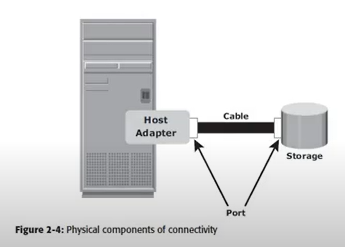 Host
Adapter
Cable
Storage
Port
Figure 2-4: Physical components of connectivity